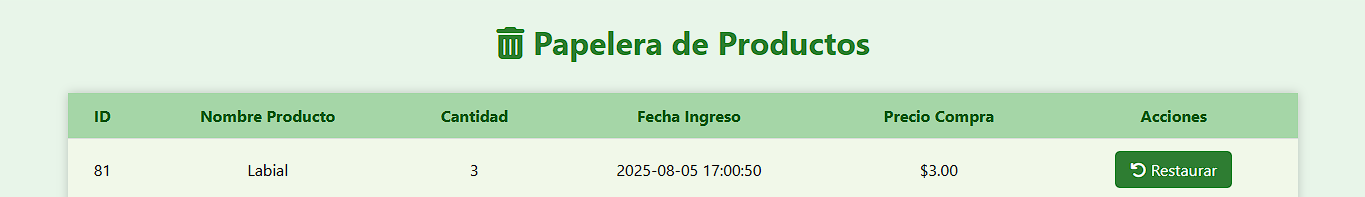 Papelera de Productos
ID Nombre Producto Cantidad Fecha Ingreso Precio Compra Acciones
81 Labial 3 2025-08-05 17:00:50 $3.00 Restaurar